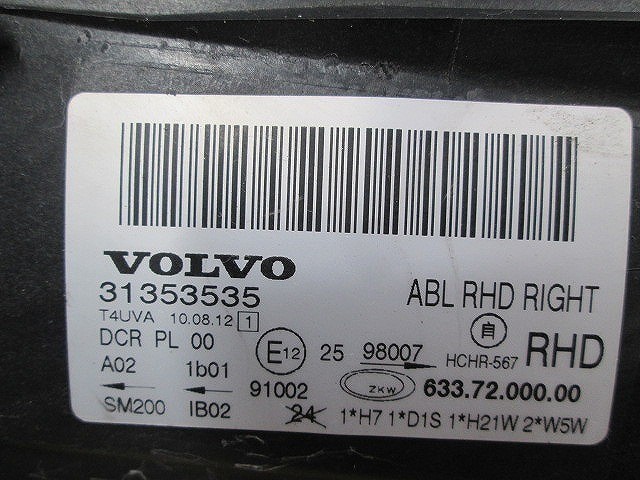 VOLVO
31353535
ABL RHD RIGHT
T4UVA 10.08.12 1
自
DCR PL 00
E12
25 98007
HCHR-567
RHD
A02 1b01
91002
ZKW
633.72.000.00
SM200 IB02
24
1*H7 1*D1S 1*H21W 2*W5W